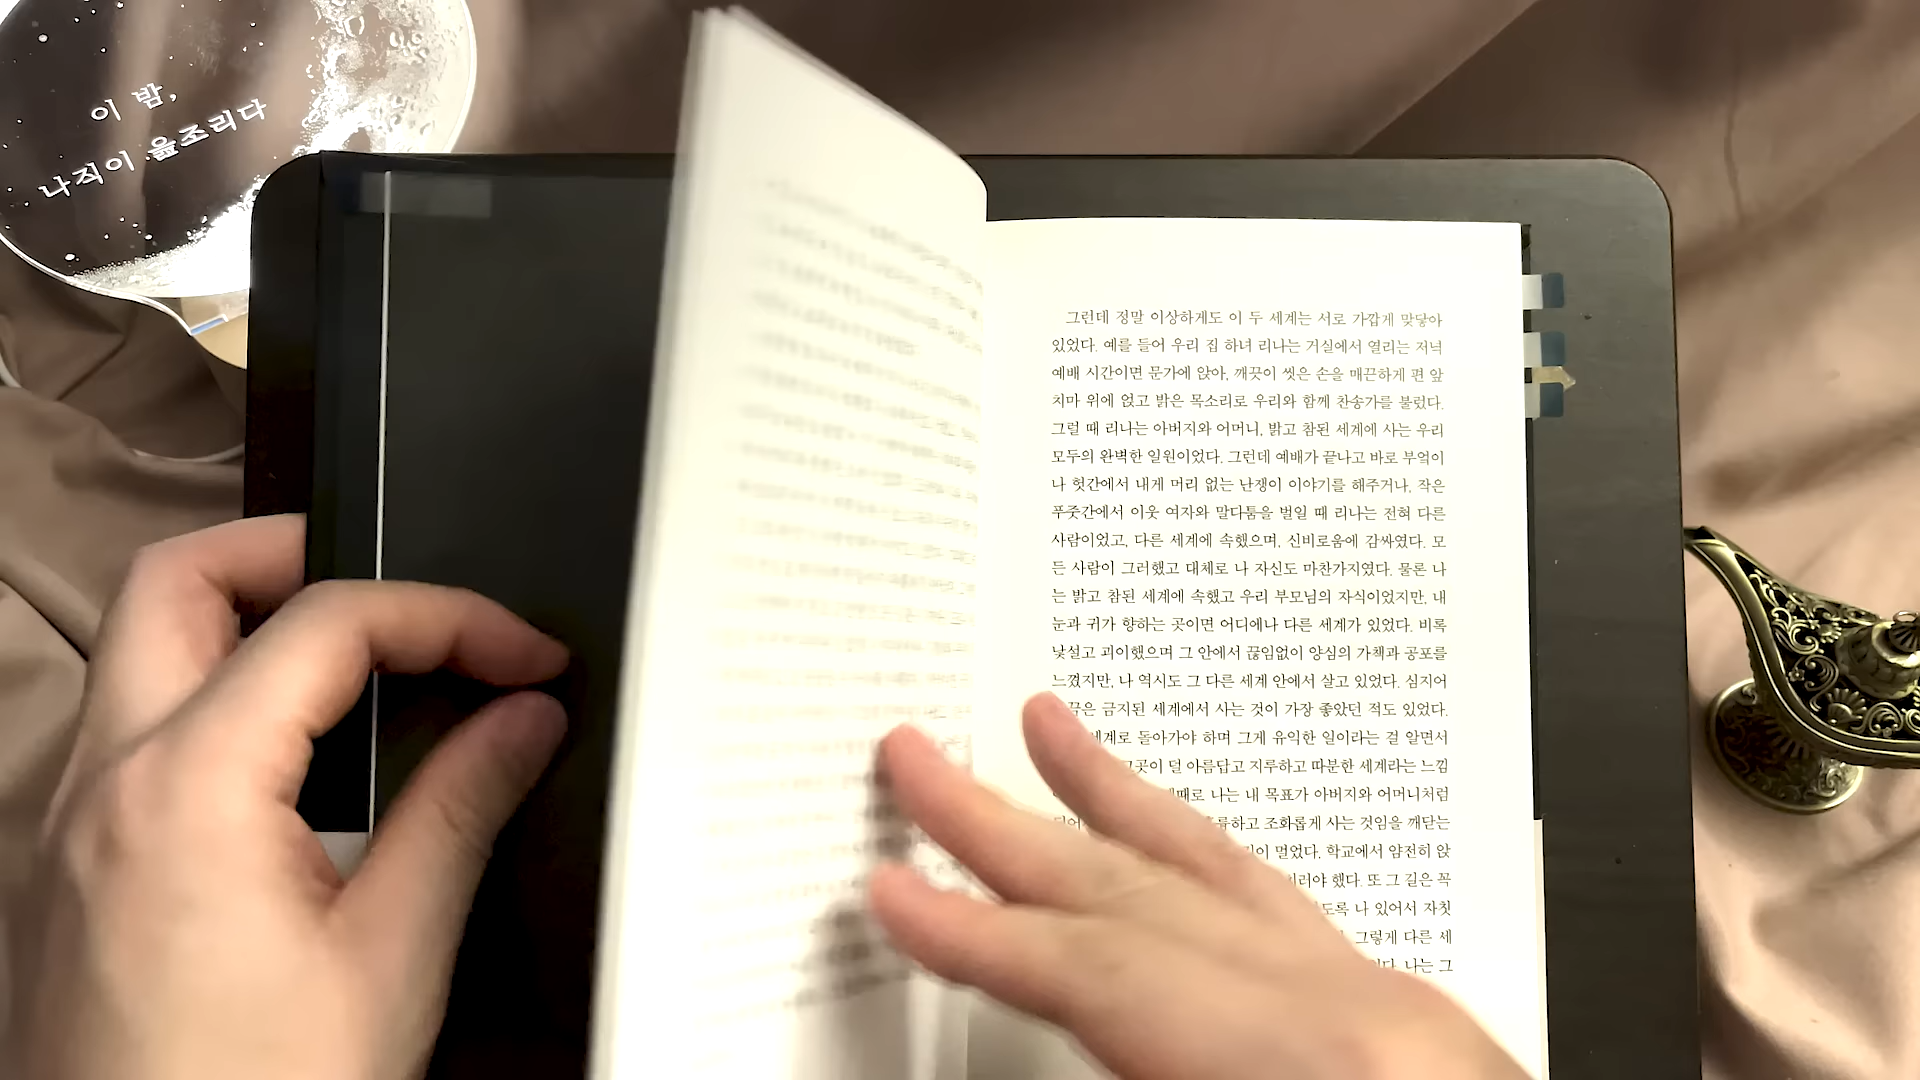 이 밤,
나직이 읊조리다
그런데 정말 이상하게도 이 두 세계는 서로 가깝게 맞닿아
있었다. 예를 들어 우리 집 하녀 리나는 거실에서 열리는 저녁
예배 시간이면 문가에 앉아, 깨끗이 씻은 손을 매끈하게 편 앞
치마 위에 얹고 밝은 목소리로 우리와 함께 찬송가를 불렀다.
그럴 때 리나는 아버지와 어머니, 밝고 참된 세계에 사는 우리
모두의 완벽한 일원이었다. 그런데 예배가 끝나고 바로 부엌이
나 헛간에서 내게 머리 없는 난쟁이 이야기를 해주거나, 작은
푸줏간에서 이웃 여자와 말다툼을 벌일 때 리나는 전혀 다른
사람이었고, 다른 세계에 속했으며, 신비로움에 감싸였다. 모
든 사람이 그러했고 대체로 나 자신도 마찬가지였다. 물론 나
는 밝고 참된 세계에 속했고 우리 부모님의 자식이었지만, 내
눈과 귀가 향하는 곳이면 어디에나 다른 세계가 있었다. 비록
낯설고 괴이했으며 그 안에서 끊임없이 양심의 가책과 공포를
느꼈지만, 나 역시도 그 다른 세계 안에서 살고 있었다. 심지어
금지된 세계에서 사는 것이 가장 좋았던 적도 있었다.
세계로 돌아가야 하며 그게 유익한 일이라는 걸 알면서
덜 아름답고 지루하고 따분한 세계라는 느낌
나는 내 목표가 아버지와 어머니처럼
조화롭게 사는 것임을 깨닫는
멀었다. 학교에서 얌전히 앉
했다. 또 그 길은 꼭
나 있어서 자칫
그렇게 다른 세
나는 그